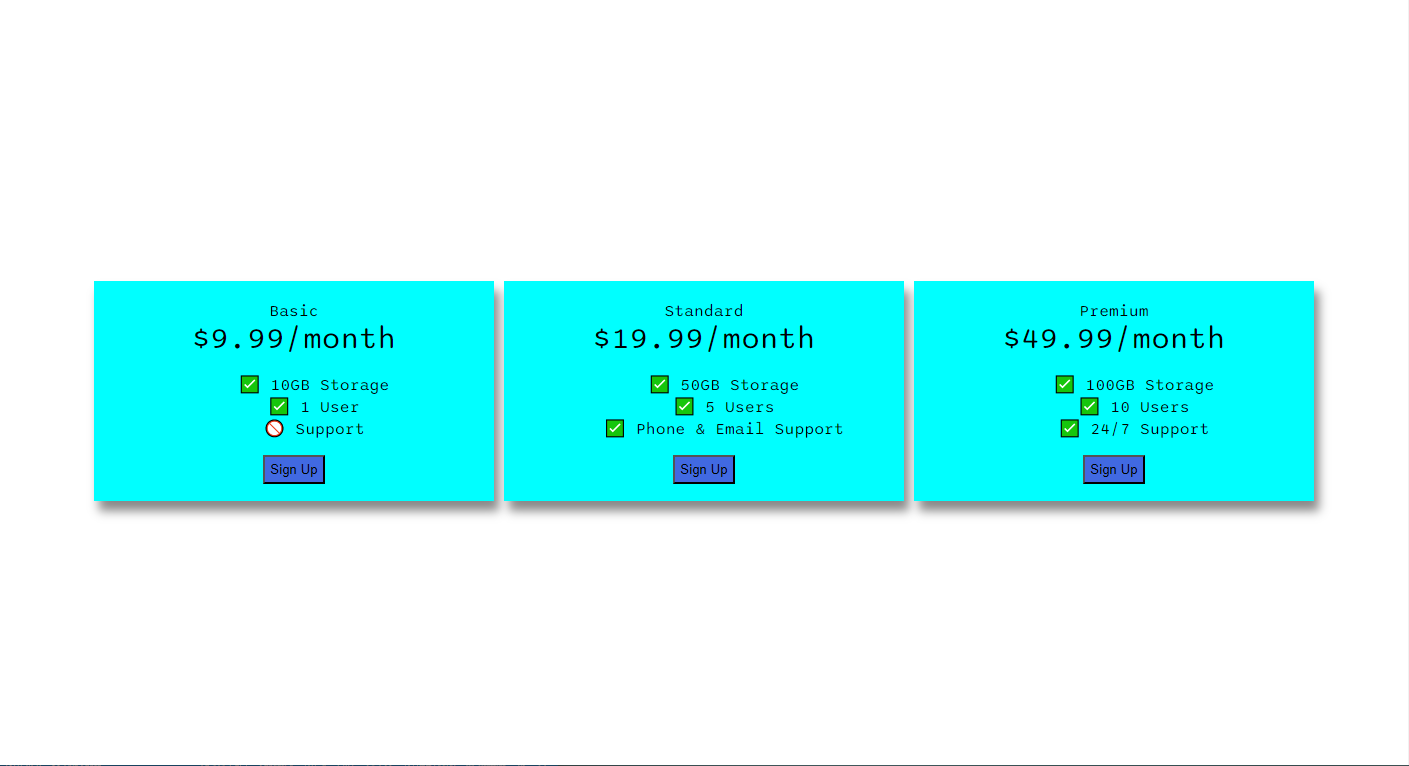 Basic
$9.99/month
✅ 10GB Storage
✅ 1 User
🚫 Support
Sign Up
Standard
$19.99/month
✅ 50GB Storage
✅ 5 Users
✅ Phone & Email Support
Sign Up
Premium
$49.99/month
✅ 100GB Storage
✅ 10 Users
✅ 24/7 Support
Sign Up